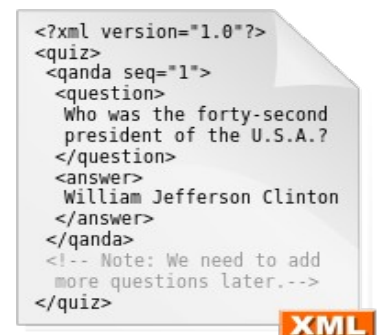 <?xml version="1.0"?>
<quiz>
<qanda seq="1">
<question>
Who was the forty-second
president of the U.S.A.?
</question>
<answer>
William Jefferson Clinton
</answer>
</qanda>
<!-- Note: We need to add
more questions later.-->
</quiz>
XML